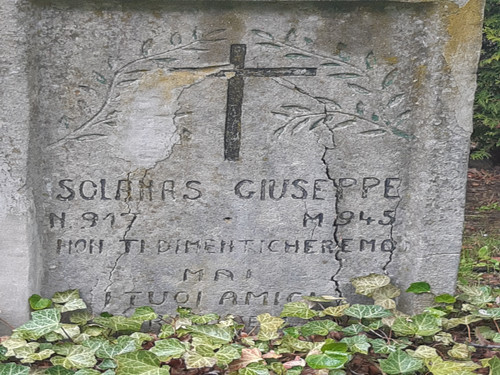 SOLANAS GIUSEPPE
N. 917 M 945
NON TI DIMENTICHEREMO
MAI
I TUOI AMICI